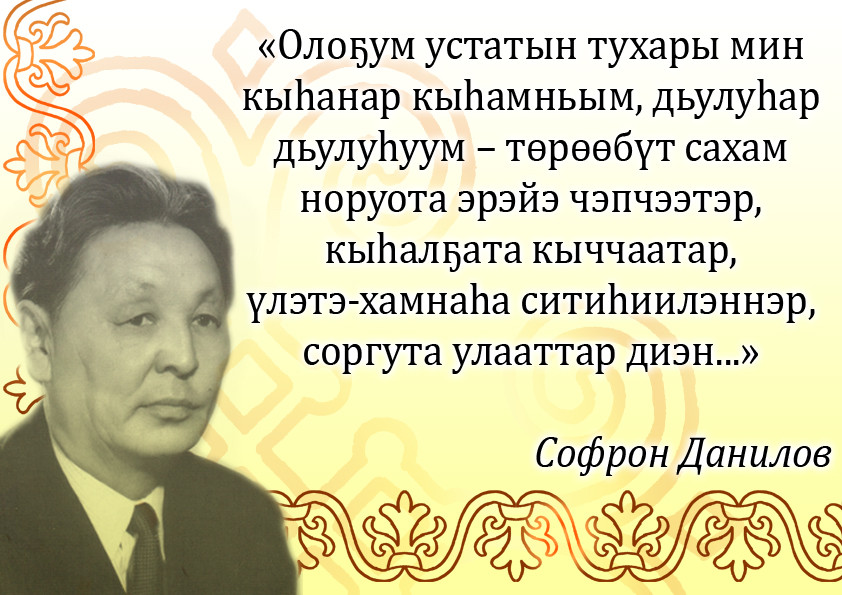 «Олоҕум устатын тухары мин
кыһанар кыһамньым, дьулуһар
дьулуһуум – төрөөбүт сахам
норуота эрэйэ чэпчээтэр,
кыһалҕата кыччаатар,
үлэтэ-хамнаһа ситиһиилэннэр,
соргута улааттар диэн...»
Софрон Данилов